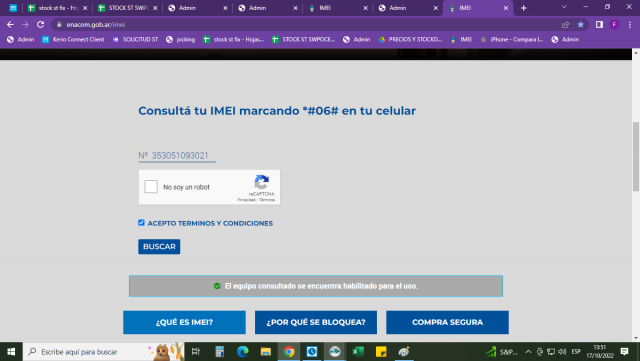 stock st fix - Hojas
STOCK ST SWPO
Admin
Admin
IMEI
Admin
IMEI
enacom.gob.ar/imei
Admin
Kerio Connect Client
SOLICITUD ST
picking
stock st fix - Hojas...
STOCK ST SWPOCE...
Admin
PRECIOS Y STOCKD...
IMEI
iPhone - Compara l...
Admin
Consultá tu IMEI marcando *#06# en tu celular
Nº 353051093021
No soy un robot
reCAPTCHA
Privacidad - Términos
ACEPTO TERMINOS Y CONDICIONES
BUSCAR
El equipo consultado se encuentra habilitado para el uso.
¿QUÉ ES IMEI?
¿POR QUÉ SE BLOQUEA?
COMPRA SEGURA
Escribe aquí para buscar
S&P...
ESP
13:51
17/10/2022